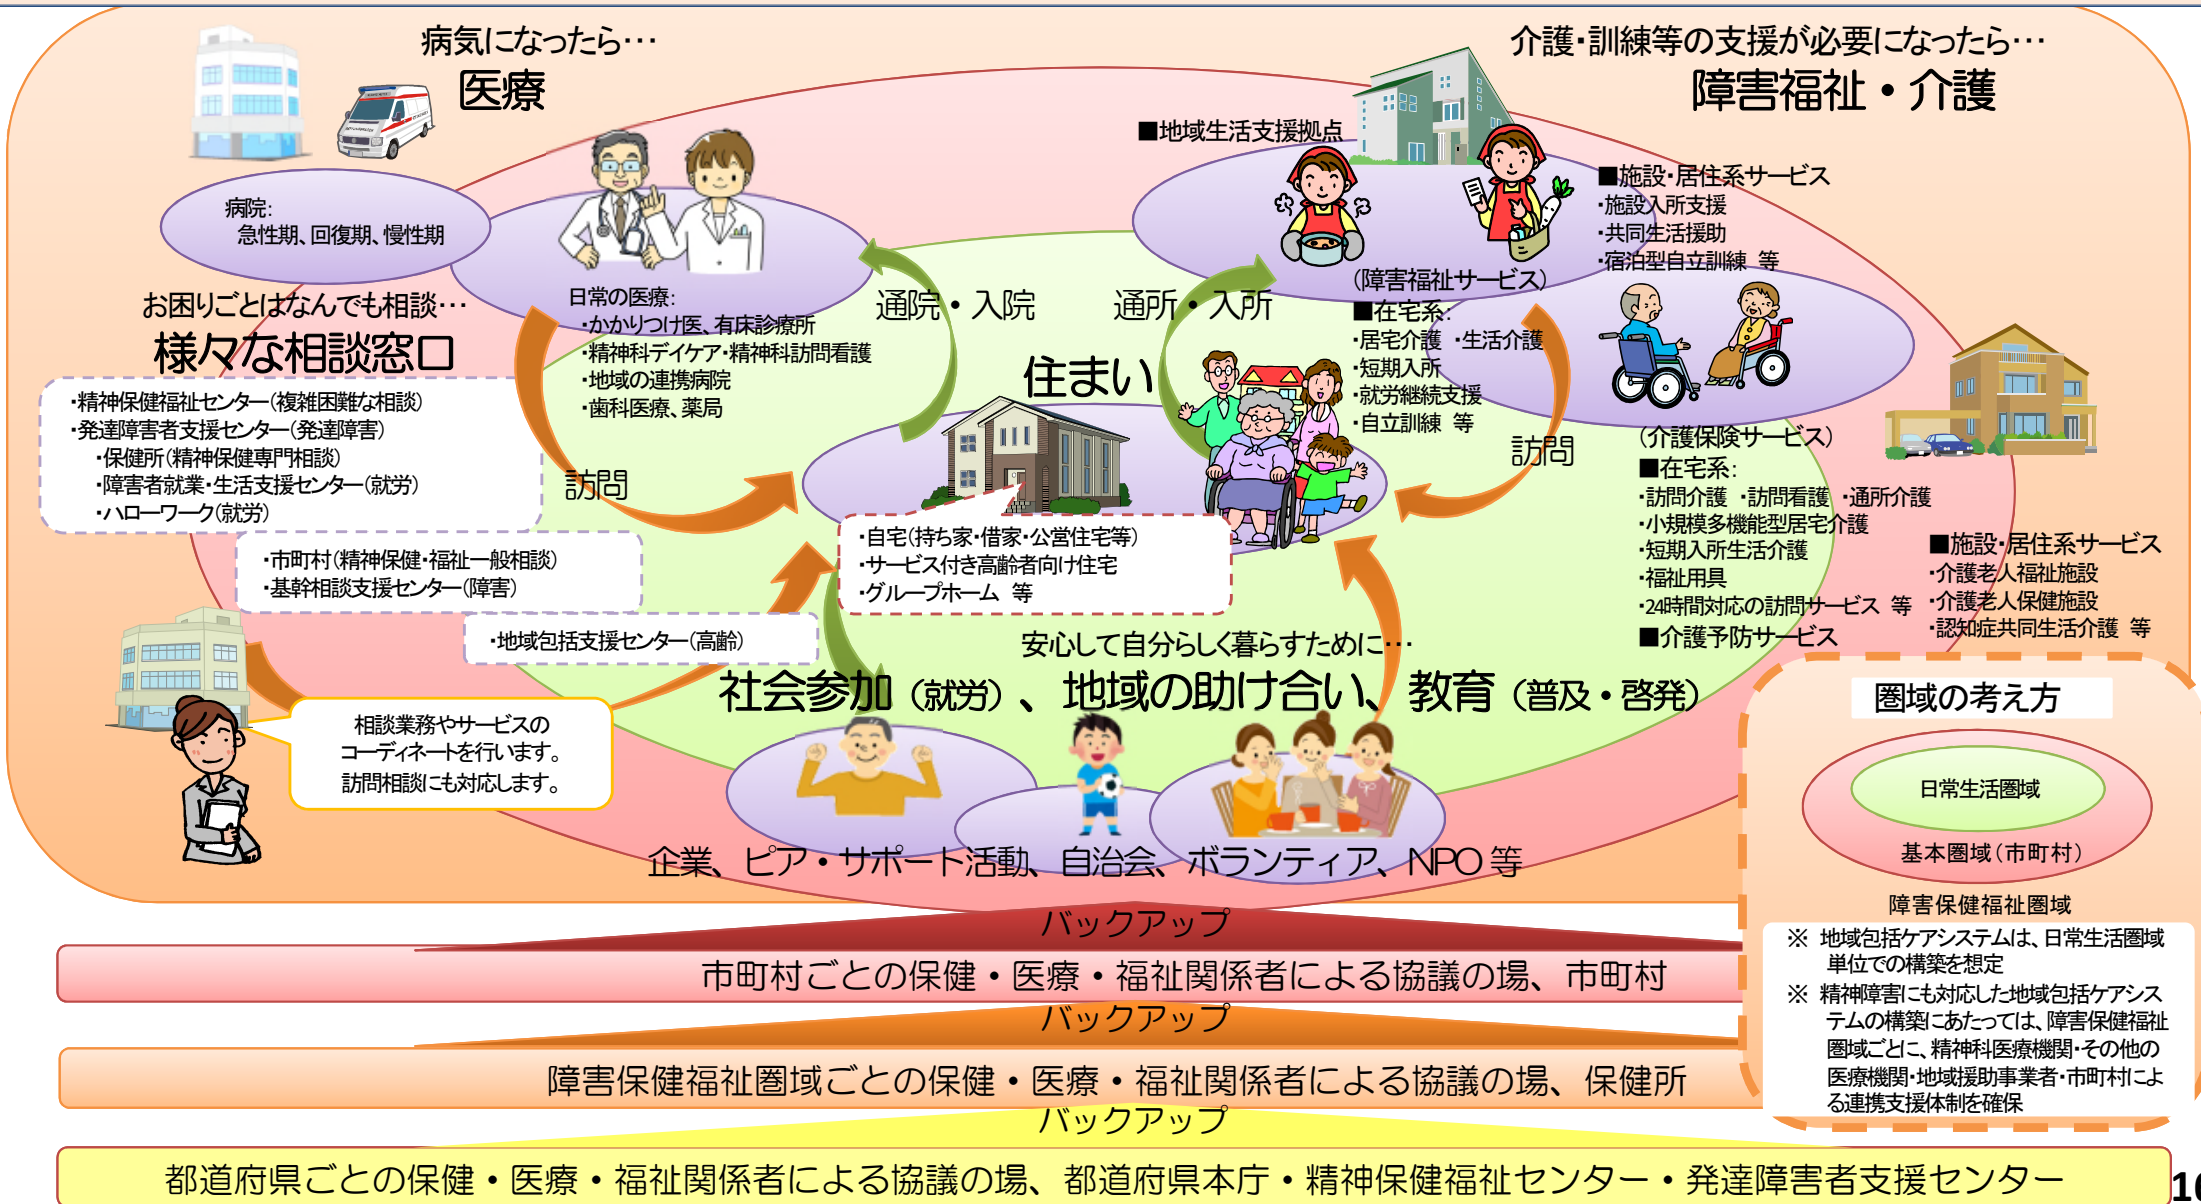 病気になったら…
医療
介護・訓練等の支援が必要になったら…
障害福祉・介護
病院:
急性期、回復期、慢性期
日常の医療:
・かかりつけ医、有床診療所
・精神科デイケア・精神科訪問看護
・地域の連携病院
・歯科医療、薬局
お困りごとはなんでも相談…
様々な相談窓口
・精神保健福祉センター(複雑困難な相談)
・発達障害者支援センター(発達障害)
・保健所(精神保健専門相談)
・障害者就業・生活支援センター(就労)
・ハローワーク(就労)
・市町村(精神保健・福祉一般相談)
・基幹相談支援センター(障害)
・地域包括支援センター(高齢)
相談業務やサービスの
コーディネートを行います。
訪問相談にも対応します。
訪問
通院・入院
通所・入所
住まい
・自宅(持ち家・借家・公営住宅等)
・サービス付き高齢者向け住宅
・グループホーム 等
■地域生活支援拠点
■施設・居住系サービス
・施設入所支援
・共同生活援助
・宿泊型自立訓練 等
(障害福祉サービス)
■在宅系:
・居宅介護 ・生活介護
・短期入所
・就労継続支援
・自立訓練 等
訪問
(介護保険サービス)
■在宅系:
・訪問介護 ・訪問看護 ・通所介護
・小規模多機能型居宅介護
・短期入所生活介護
・福祉用具
・24時間対応の訪問サービス 等
■介護予防サービス
■施設・居住系サービス
・介護老人福祉施設
・介護老人保健施設
・認知症共同生活介護 等
安心して自分らしく暮らすために…
社会参加(就労)、地域の助け合い、教育(普及・啓発)
企業、ピア・サポート活動、自治会、ボランティア、NPO 等
圏域の考え方
日常生活圏域
基本圏域(市町村)
障害保健福祉圏域
※ 地域包括ケアシステムは、日常生活圏域
単位での構築を想定
※ 精神障害にも対応した地域包括ケアシス
テムの構築にあたっては、障害保健福祉
圏域ごとに、精神科医療機関・その他の
医療機関・地域援助事業者・市町村によ
る連携支援体制を確保
バックアップ
市町村ごとの保健・医療・福祉関係者による協議の場、市町村
バックアップ
障害保健福祉圏域ごとの保健・医療・福祉関係者による協議の場、保健所
バックアップ
都道府県ごとの保健・医療・福祉関係者による協議の場、都道府県本庁・精神保健福祉センター・発達障害者支援センター